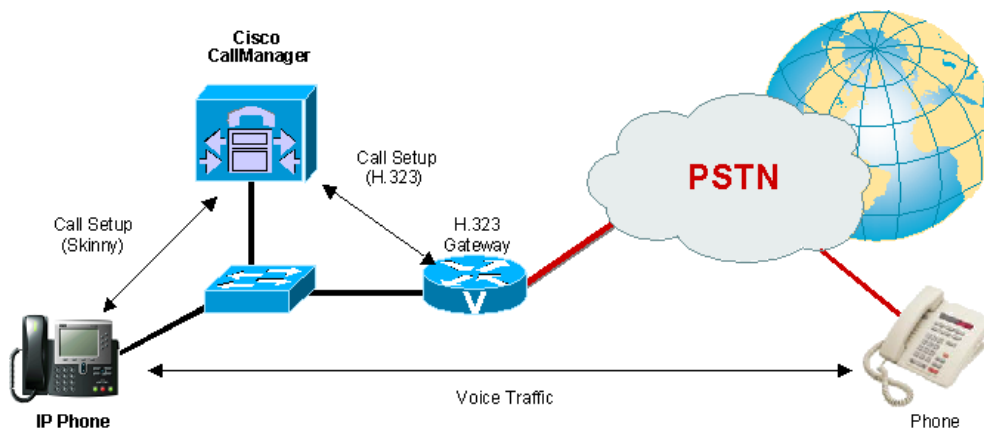 Cisco
CallManager
Call Setup
(H.323)
PSTN
Call Setup
(Skinny)
H.323
Gateway
V
Voice Traffic
IP Phone
Phone